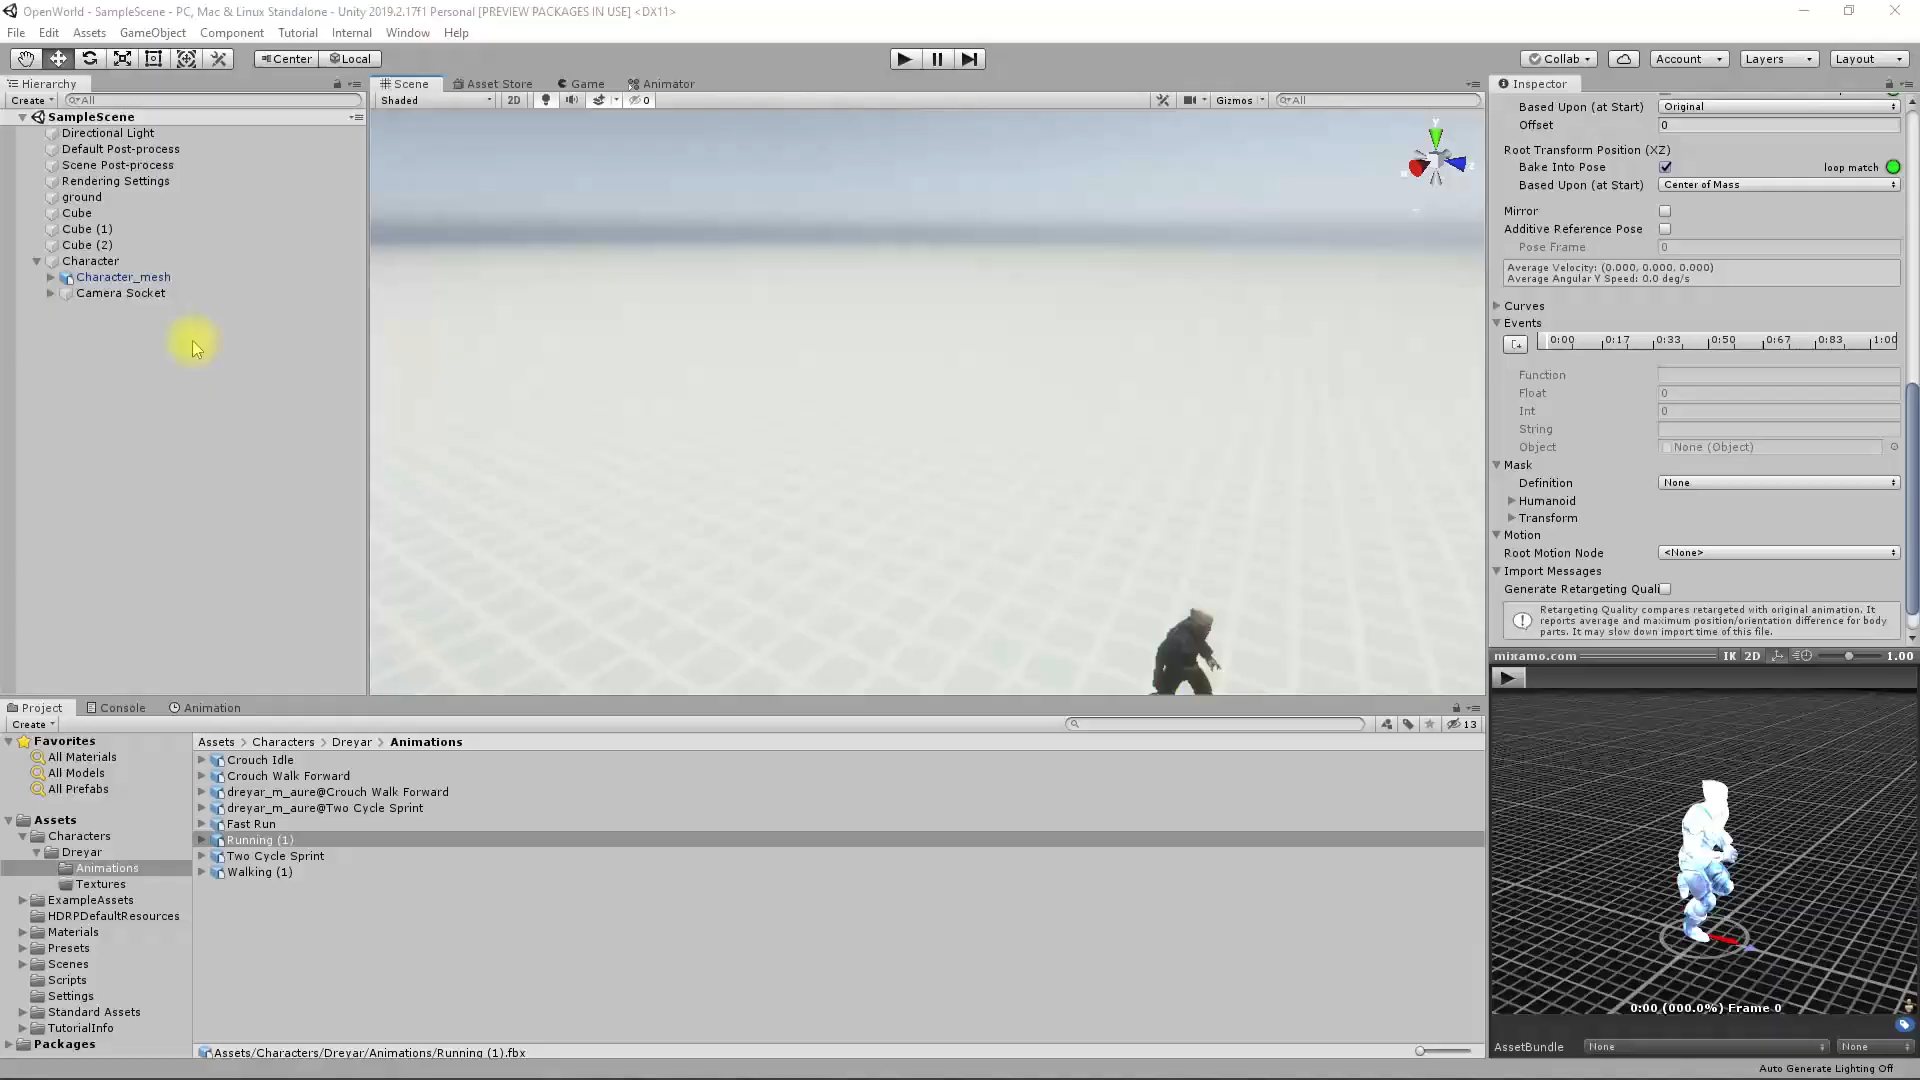 OpenWorld - SampleScene - PC, Mac & Linux Standalone - Unity 2019.2.17f1 Personal [PREVIEW PACKAGES IN USE] <DX11>
File Edit Assets GameObject Component Tutorial Internal Window Help
Center Local Collab Account Layers Layout
Hierarchy
Create All
SampleScene
Directional Light
Default Post-process
Scene Post-process
Rendering Settings
ground
Cube
Cube (1)
Cube (2)
Character
Character_mesh
Camera Socket
Scene Asset Store Game Animator
Shaded 2D 0 Gizmos All
Y
Inspector
Based Upon (at Start) Original
Offset 0
Root Transform Position (XZ)
Bake Into Pose loop match
Based Upon (at Start) Center of Mass
Mirror
Additive Reference Pose
Pose Frame 0
Average Velocity: (0.000, 0.000, 0.000)
Average Angular Y Speed: 0.0 deg/s
Curves
Events
0:00 0:17 0:33 0:50 0:67 0:83 1:00
Function
Float 0
Int 0
String
Object None (Object)
Mask
Definition None
Humanoid
Transform
Motion
Root Motion Node <None>
Import Messages
Generate Retargeting Quali
Retargeting Quality compares retargeted with original animation. It
reports average and maximum position/orientation difference for body
parts. It may slow down import time of this file.
mixamo.com IK 2D 1.00
0:00 (000.0%) Frame 0
AssetBundle None None
Project Console Animation
Create 13
Favorites
All Materials
All Models
All Prefabs
Assets
Characters
Dreyar
Animations
Textures
ExampleAssets
HDRPDefaultResources
Materials
Presets
Scenes
Scripts
Settings
Standard Assets
TutorialInfo
Packages
Assets > Characters > Dreyar > Animations
Crouch Idle
Crouch Walk Forward
dreyar_m_aure@Crouch Walk Forward
dreyar_m_aure@Two Cycle Sprint
Fast Run
Running (1)
Two Cycle Sprint
Walking (1)
Assets/Characters/Dreyar/Animations/Running (1).fbx
Auto Generate Lighting Off